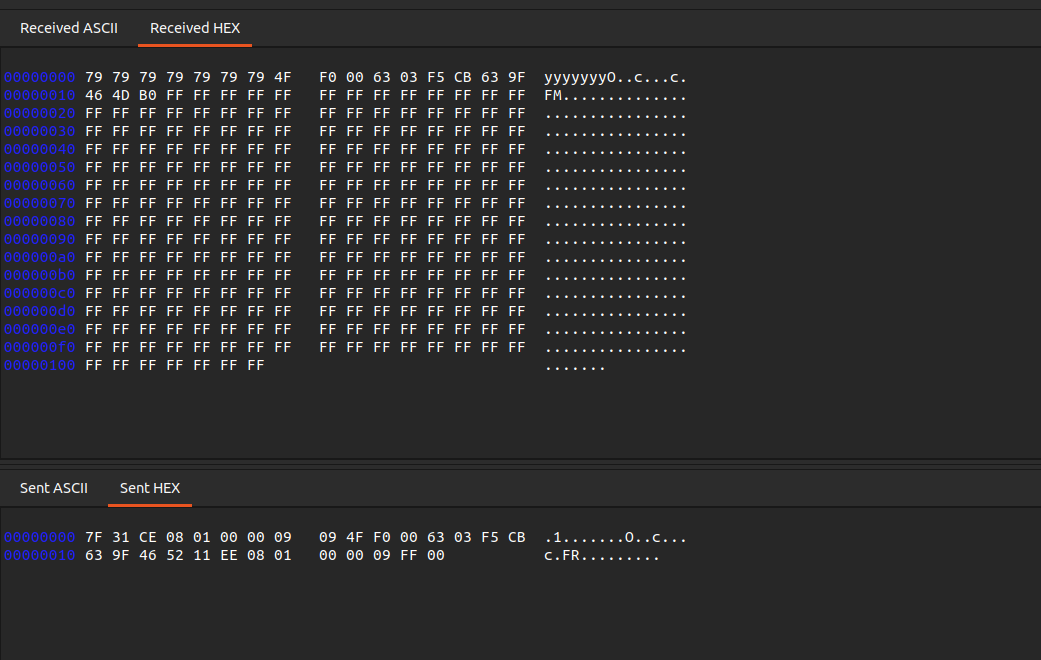 Received ASCII Received HEX
00000000 79 79 79 79 79 79 79 4F F0 00 63 03 F5 CB 63 9F yyyyyyyO..c...c.
00000010 46 4D B0 FF FF FF FF FF FF FF FF FF FF FF FF FF FM..............
00000020 FF FF FF FF FF FF FF FF FF FF FF FF FF FF FF FF ................
00000030 FF FF FF FF FF FF FF FF FF FF FF FF FF FF FF FF ................
00000040 FF FF FF FF FF FF FF FF FF FF FF FF FF FF FF FF ................
00000050 FF FF FF FF FF FF FF FF FF FF FF FF FF FF FF FF ................
00000060 FF FF FF FF FF FF FF FF FF FF FF FF FF FF FF FF ................
00000070 FF FF FF FF FF FF FF FF FF FF FF FF FF FF FF FF ................
00000080 FF FF FF FF FF FF FF FF FF FF FF FF FF FF FF FF ................
00000090 FF FF FF FF FF FF FF FF FF FF FF FF FF FF FF FF ................
000000a0 FF FF FF FF FF FF FF FF FF FF FF FF FF FF FF FF ................
000000b0 FF FF FF FF FF FF FF FF FF FF FF FF FF FF FF FF ................
000000c0 FF FF FF FF FF FF FF FF FF FF FF FF FF FF FF FF ................
000000d0 FF FF FF FF FF FF FF FF FF FF FF FF FF FF FF FF ................
000000e0 FF FF FF FF FF FF FF FF FF FF FF FF FF FF FF FF ................
000000f0 FF FF FF FF FF FF FF FF FF FF FF FF FF FF FF FF ................
00000100 FF FF FF FF FF FF FF .......
Sent ASCII Sent HEX
00000000 7F 31 CE 08 01 00 00 09 09 4F F0 00 63 03 F5 CB .1.......O..c...
00000010 63 9F 46 52 11 EE 08 01 00 00 09 FF 00 c.FR.........